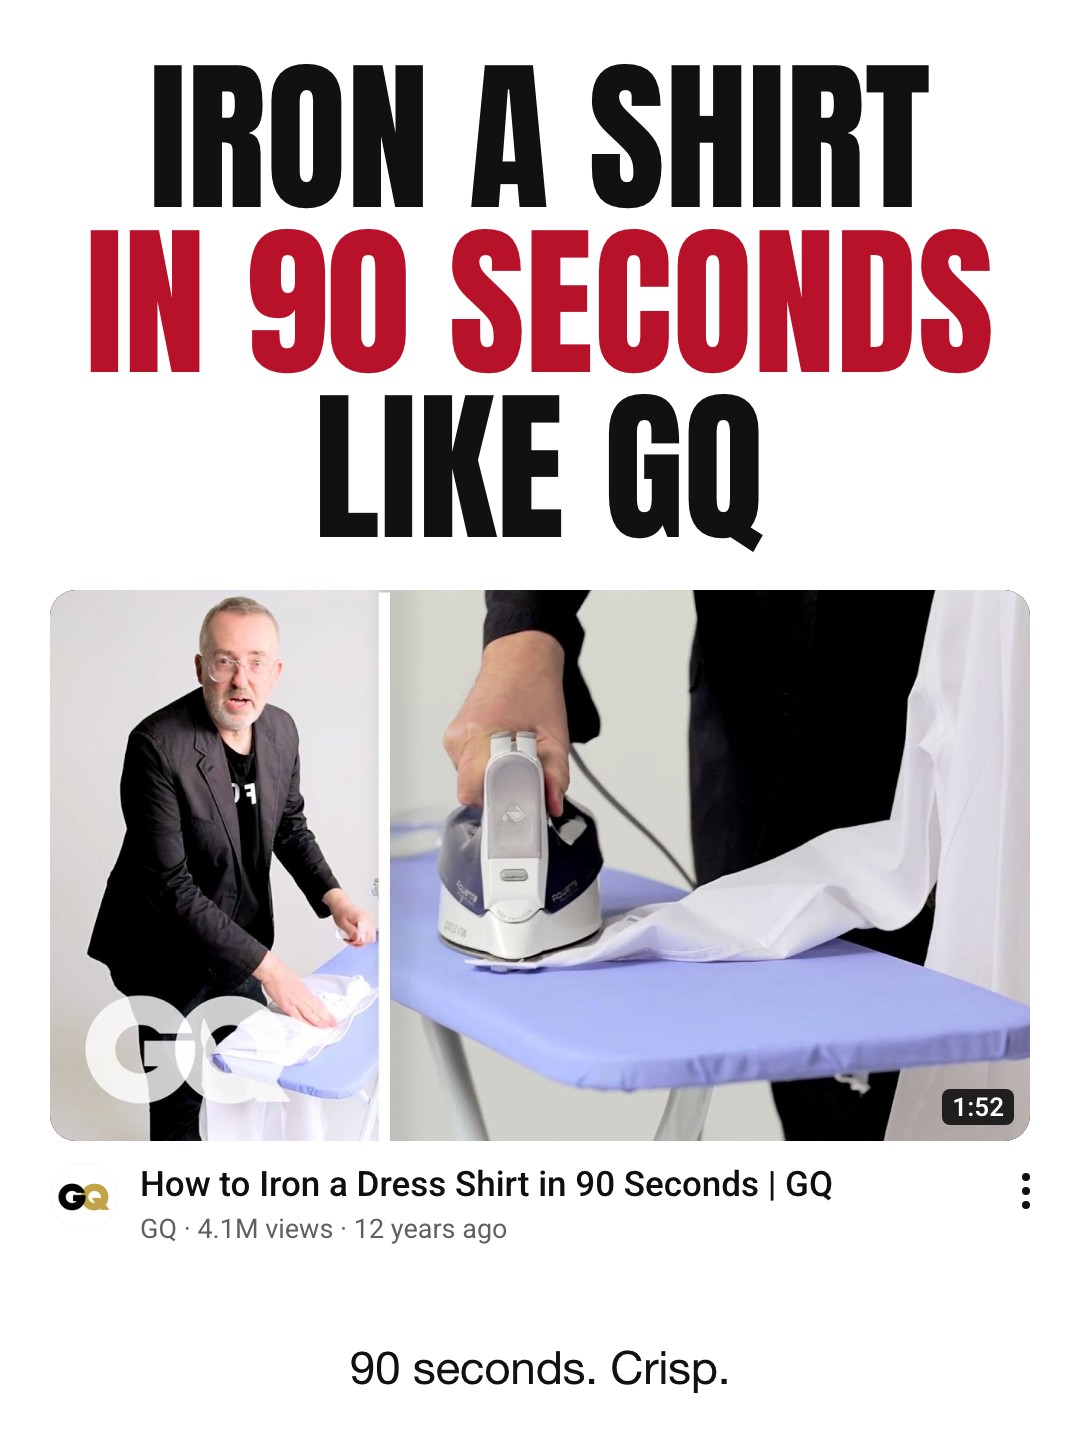 IRON A SHIRT
IN 90 SECONDS
LIKE GQ
GQ
1:52
How to Iron a Dress Shirt in 90 Seconds | GQ
GQ
GQ · 4.1M views · 12 years ago
90 seconds. Crisp.